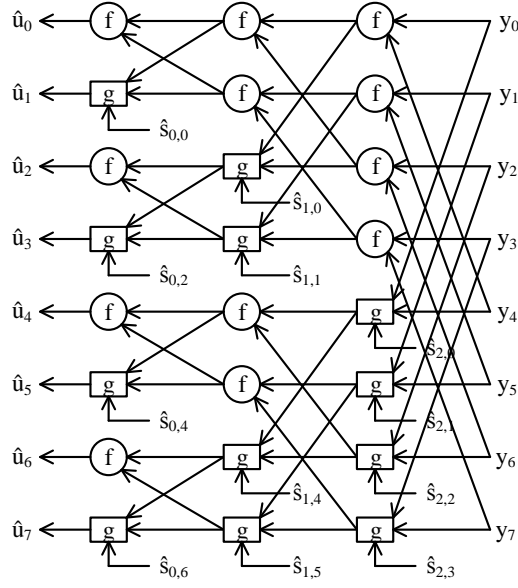 û₀ f f f y₀
û₁ g f f y₁
ŝ₀,₀
û₂ f g f y₂
ŝ₁,₀
û₃ g g f y₃
ŝ₀,₂ ŝ₁,₁
û₄ f f g y₄
ŝ₂,₀
û₅ g f g y₅
ŝ₀,₄ ŝ₂,₁
û₆ f g g y₆
ŝ₁,₄ ŝ₂,₂
û₇ g g g y₇
ŝ₀,₆ ŝ₁,₅ ŝ₂,₃